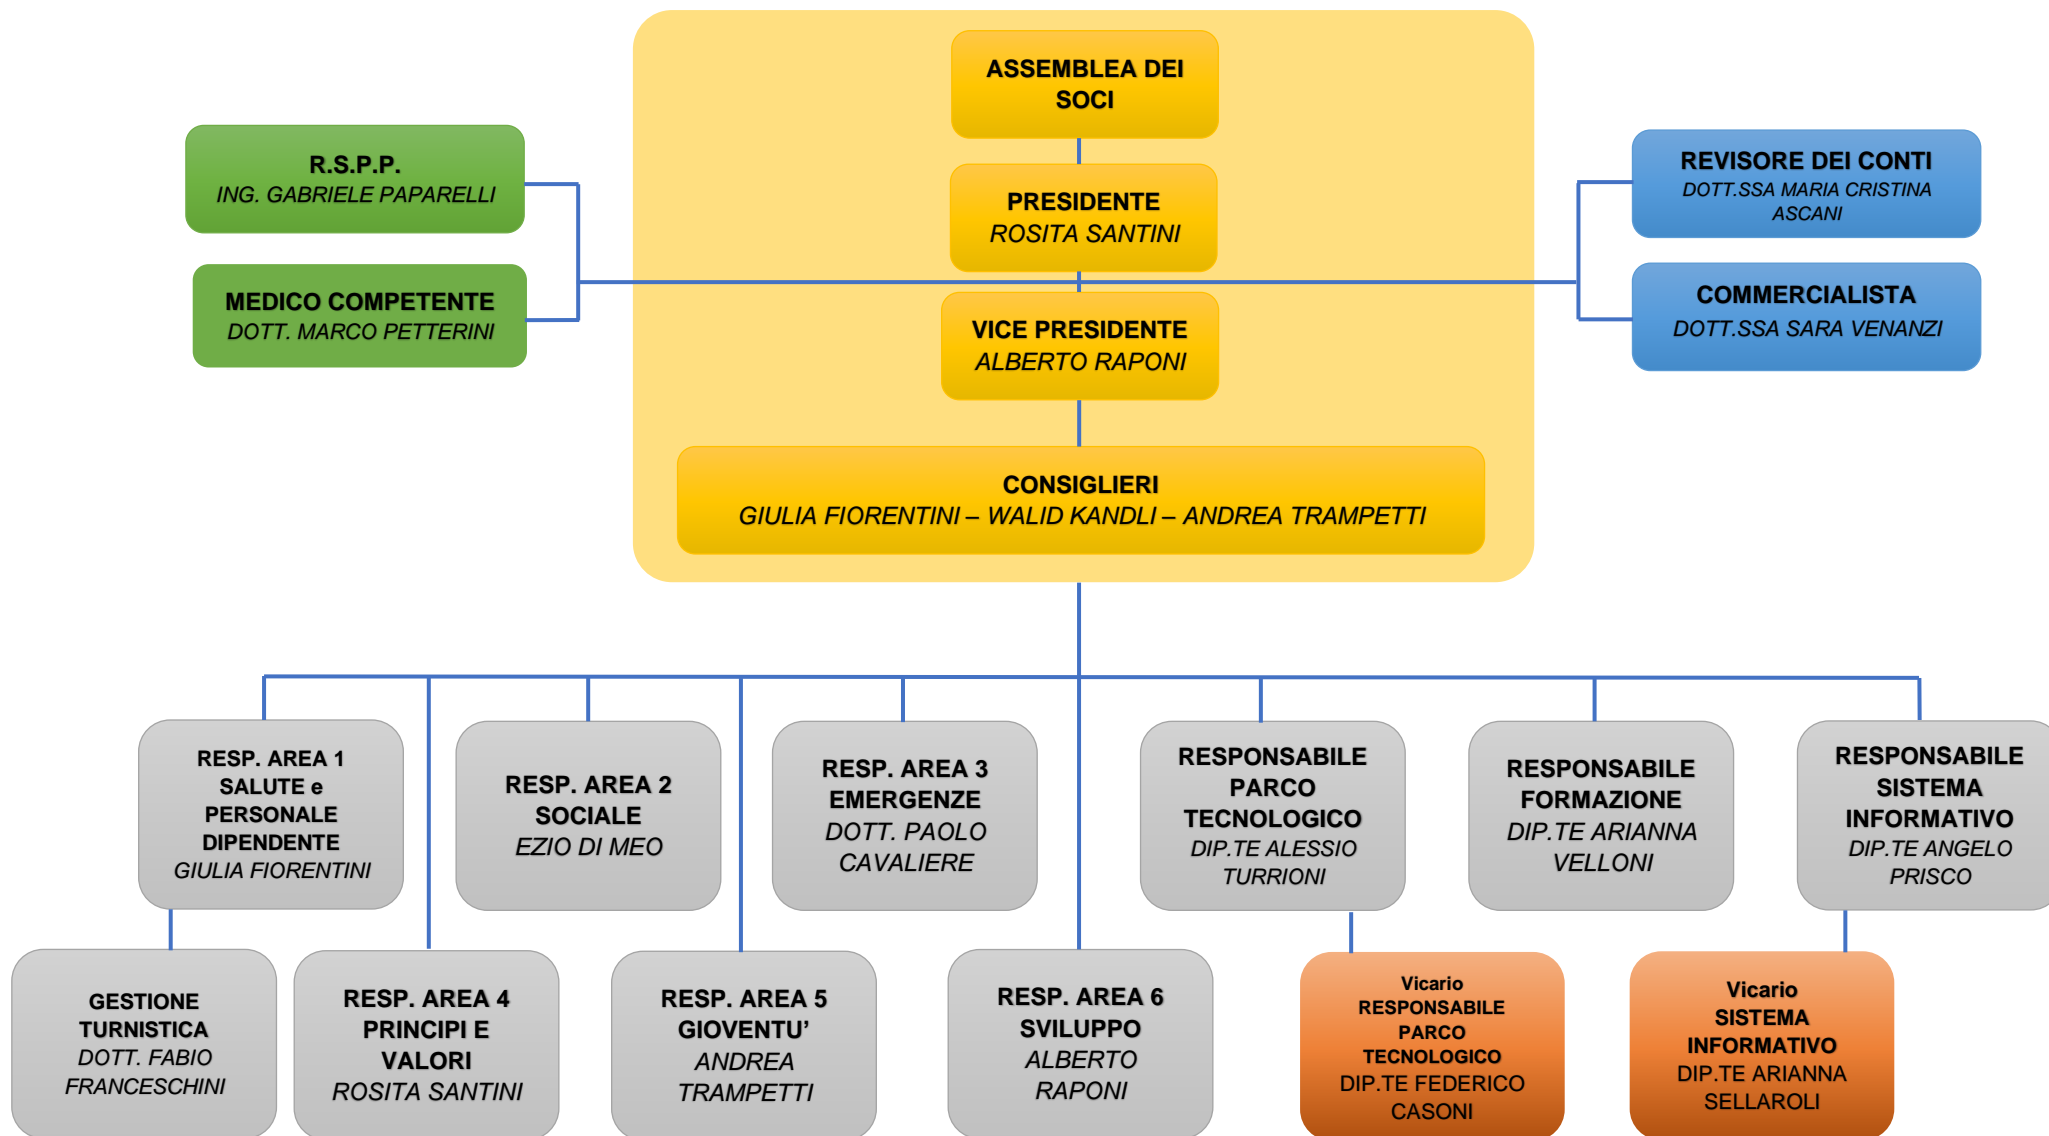 ASSEMBLEA DEI
SOCI
R.S.P.P.
ING. GABRIELE PAPARELLI
REVISORE DEI CONTI
DOTT.SSA MARIA CRISTINA
ASCANI
PRESIDENTE
ROSITA SANTINI
MEDICO COMPETENTE
DOTT. MARCO PETTERINI
COMMERCIALISTA
DOTT.SSA SARA VENANZI
VICE PRESIDENTE
ALBERTO RAPONI
CONSIGLIERI
GIULIA FIORENTINI – WALID KANDLI – ANDREA TRAMPETTI
RESP. AREA 1
SALUTE e
PERSONALE
DIPENDENTE
GIULIA FIORENTINI
RESP. AREA 2
SOCIALE
EZIO DI MEO
RESP. AREA 3
EMERGENZE
DOTT. PAOLO
CAVALIERE
RESPONSABILE
PARCO
TECNOLOGICO
DIP.TE ALESSIO
TURRIONI
RESPONSABILE
FORMAZIONE
DIP.TE ARIANNA
VELLONI
RESPONSABILE
SISTEMA
INFORMATIVO
DIP.TE ANGELO
PRISCO
GESTIONE
TURNISTICA
DOTT. FABIO
FRANCESCHINI
RESP. AREA 4
PRINCIPI E
VALORI
ROSITA SANTINI
RESP. AREA 5
GIOVENTU’
ANDREA
TRAMPETTI
RESP. AREA 6
SVILUPPO
ALBERTO
RAPONI
Vicario
RESPONSABILE
PARCO
TECNOLOGICO
DIP.TE FEDERICO
CASONI
Vicario
SISTEMA
INFORMATIVO
DIP.TE ARIANNA
SELLAROLI